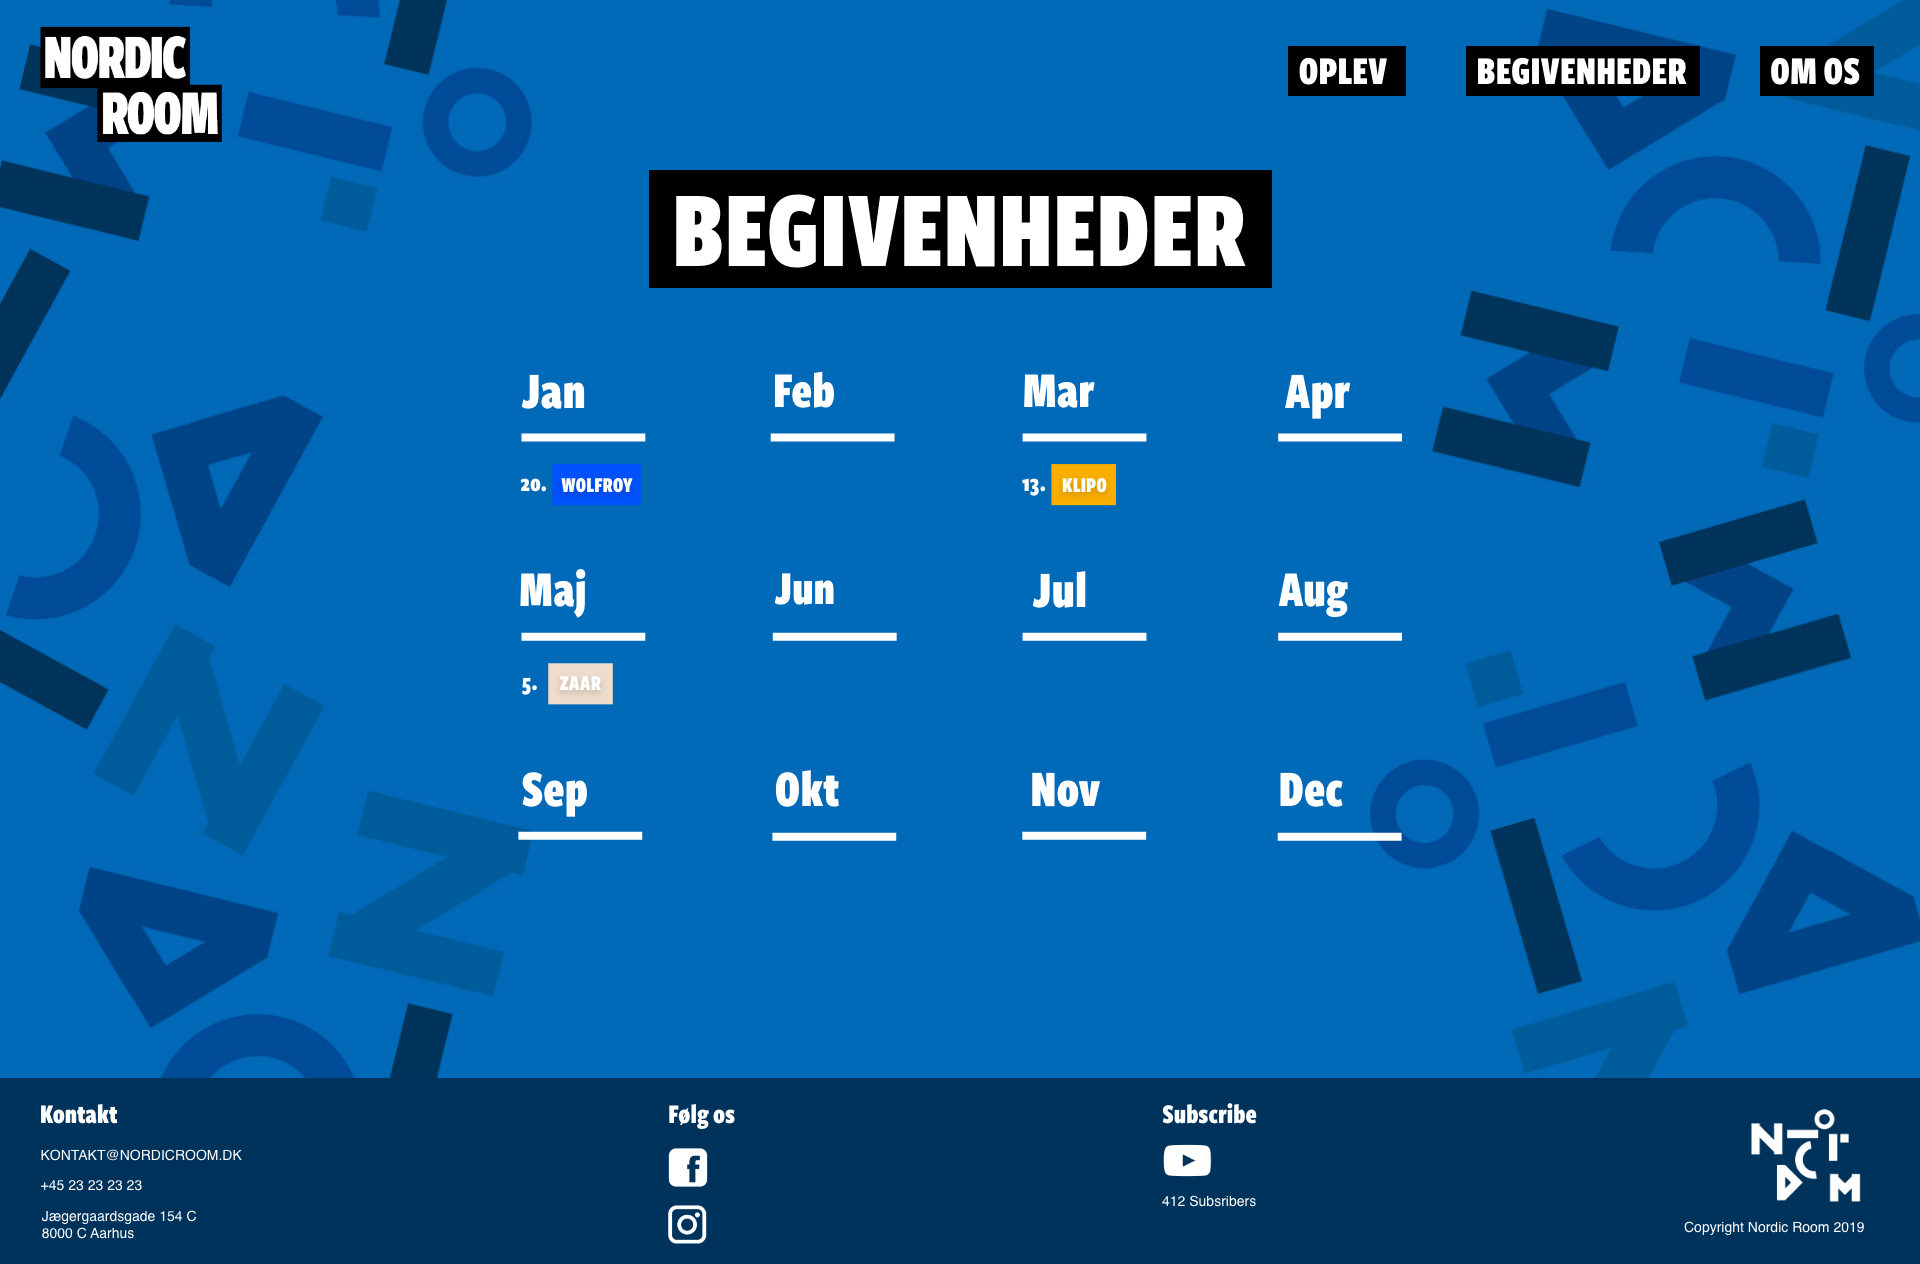 NORDIC
ROOM
OPLEV
BEGIVENHEDER
OM OS
BEGIVENHEDER
Jan
Feb
Mar
Apr
20. WOLFROY
13. KLIPO
Maj
Jun
Jul
Aug
5. ZAAR
Sep
Okt
Nov
Dec
Kontakt
KONTAKT@NORDICROOM.DK
+45 23 23 23 23
Jægergaardsgade 154 C
8000 C Aarhus
Følg os
Subscribe
412 Subsribers
Copyright Nordic Room 2019